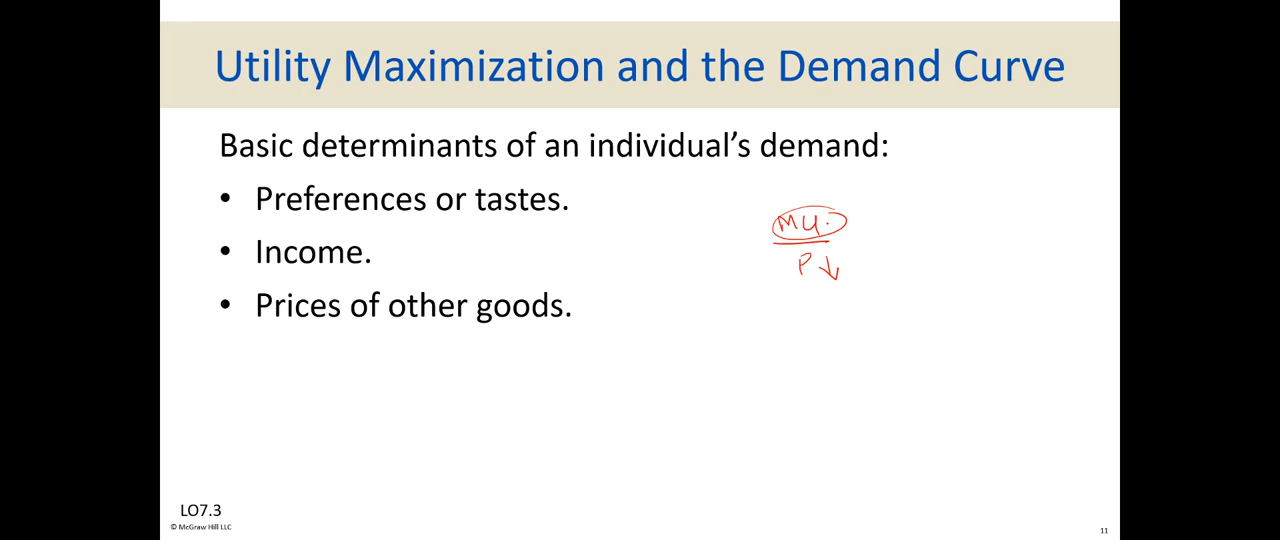 Utility Maximization and the Demand Curve
Basic determinants of an individual’s demand:
• Preferences or tastes.
• Income.
• Prices of other goods.
MU.
P ↓
LO7.3
© McGraw Hill LLC
11